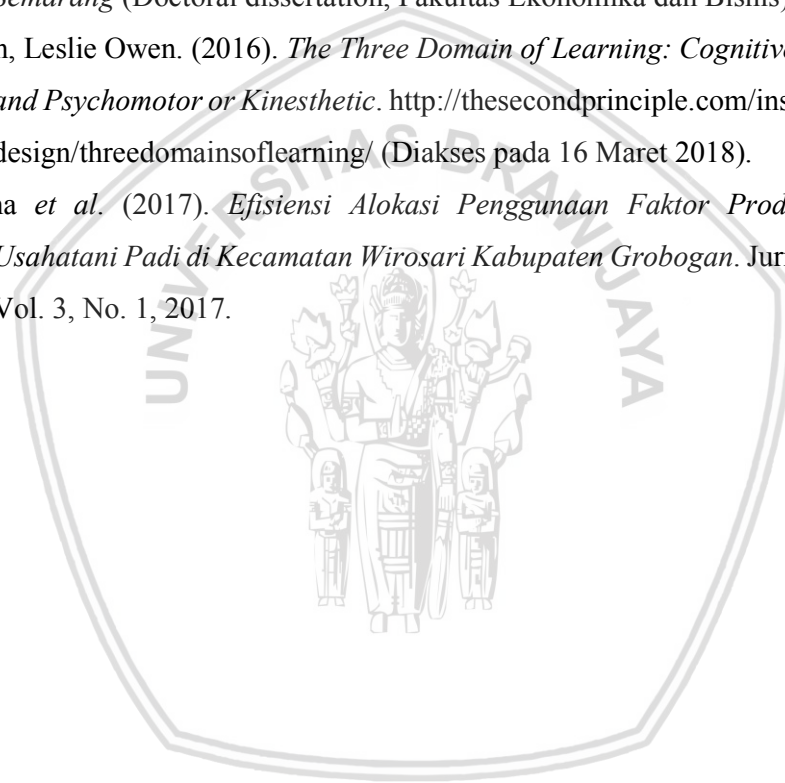 Semarang (Doctoral dissertation, Fakultas Ekonomika dan Bisnis)
n, Leslie Owen. (2016). The Three Domain of Learning: Cognitive
and Psychomotor or Kinesthetic. http://thesecondprinciple.com/ins
design/threedomainsoflearning/ (Diakses pada 16 Maret 2018).
na et al. (2017). Efisiensi Alokasi Penggunaan Faktor Prod
Usahatani Padi di Kecamatan Wirosari Kabupaten Grobogan. Jur
Vol. 3, No. 1, 2017.
UNIVERSITAS BRAWIJAYA